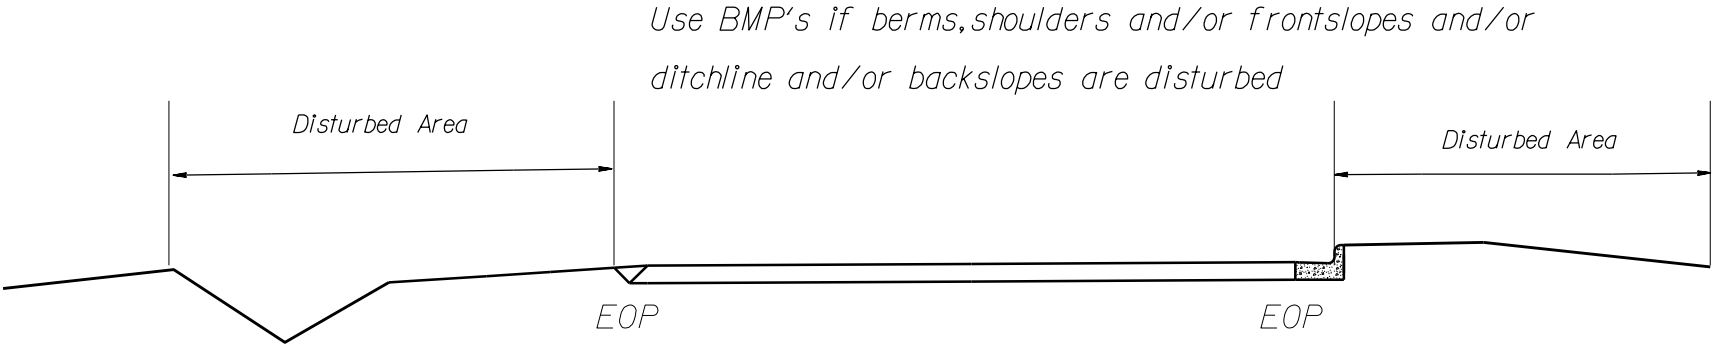 Use BMP's if berms, shoulders and/or frontslopes and/or
ditchline and/or backslopes are disturbed
Disturbed Area
Disturbed Area
EOP
EOP